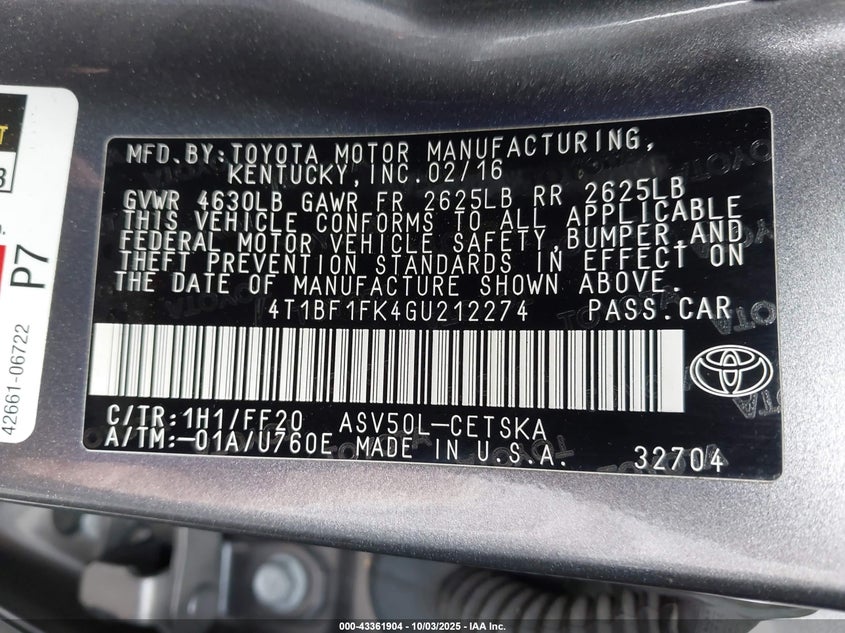 MFD.BY:TOYOTA MOTOR MANUFACTURING,
KENTUCKY,INC.02/16
GVWR 4630LB GAWR FR 2625LB RR 2625LB
THIS VEHICLE CONFORMS TO ALL APPLICABLE
FEDERAL MOTOR VEHICLE SAFETY,BUMPER,AND
THEFT PREVENTION STANDARDS IN EFFECT ON
THE DATE OF MANUFACTURE SHOWN ABOVE.
4T1BF1FK4GU212274 PASS.CAR
C/TR:1H1/FF20 ASV50L-CETSKA
A/TM:-01A/U760E MADE IN U.S.A. 32704
P7
42661-06722
000-43361904 - 10/03/2025 - IAA Inc.